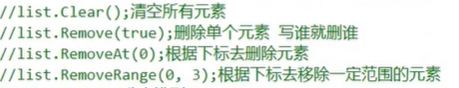 //list.Clear();清空所有元素
//list.Remove(true);删除单个元素 写谁就删谁
//list.RemoveAt(0);根据下标去删除元素
//list.RemoveRange(0, 3);根据下标去移除一定范围的元素